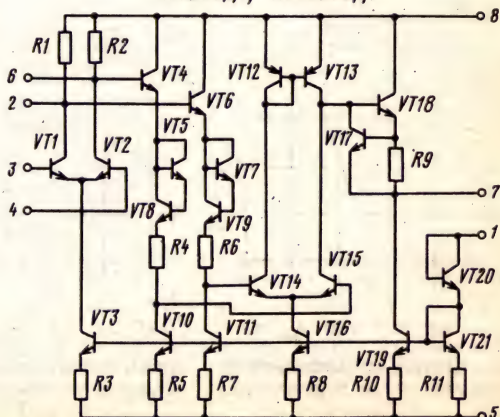 8
R1 R2
VT4 VT12 VT13
6
VT6 VT18
2
VT5 VT17
VT1 VT2 VT7 R9
3
7
4
VT8 VT9
1
R4 R6 VT20
VT14 VT15
VT3 VT10 VT11 VT16 VT21
VT19
R3 R5 R7 R8 R10 R11
5